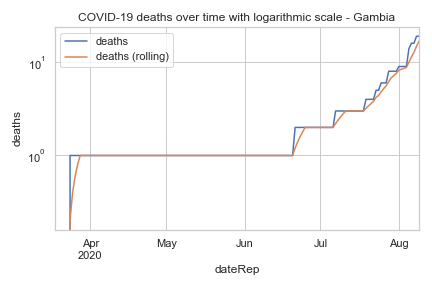 COVID-19 deaths over time with logarithmic scale - Gambia
deaths
deaths (rolling)
10¹
10⁰
deaths
Apr
2020
May
Jun
Jul
Aug
dateRep